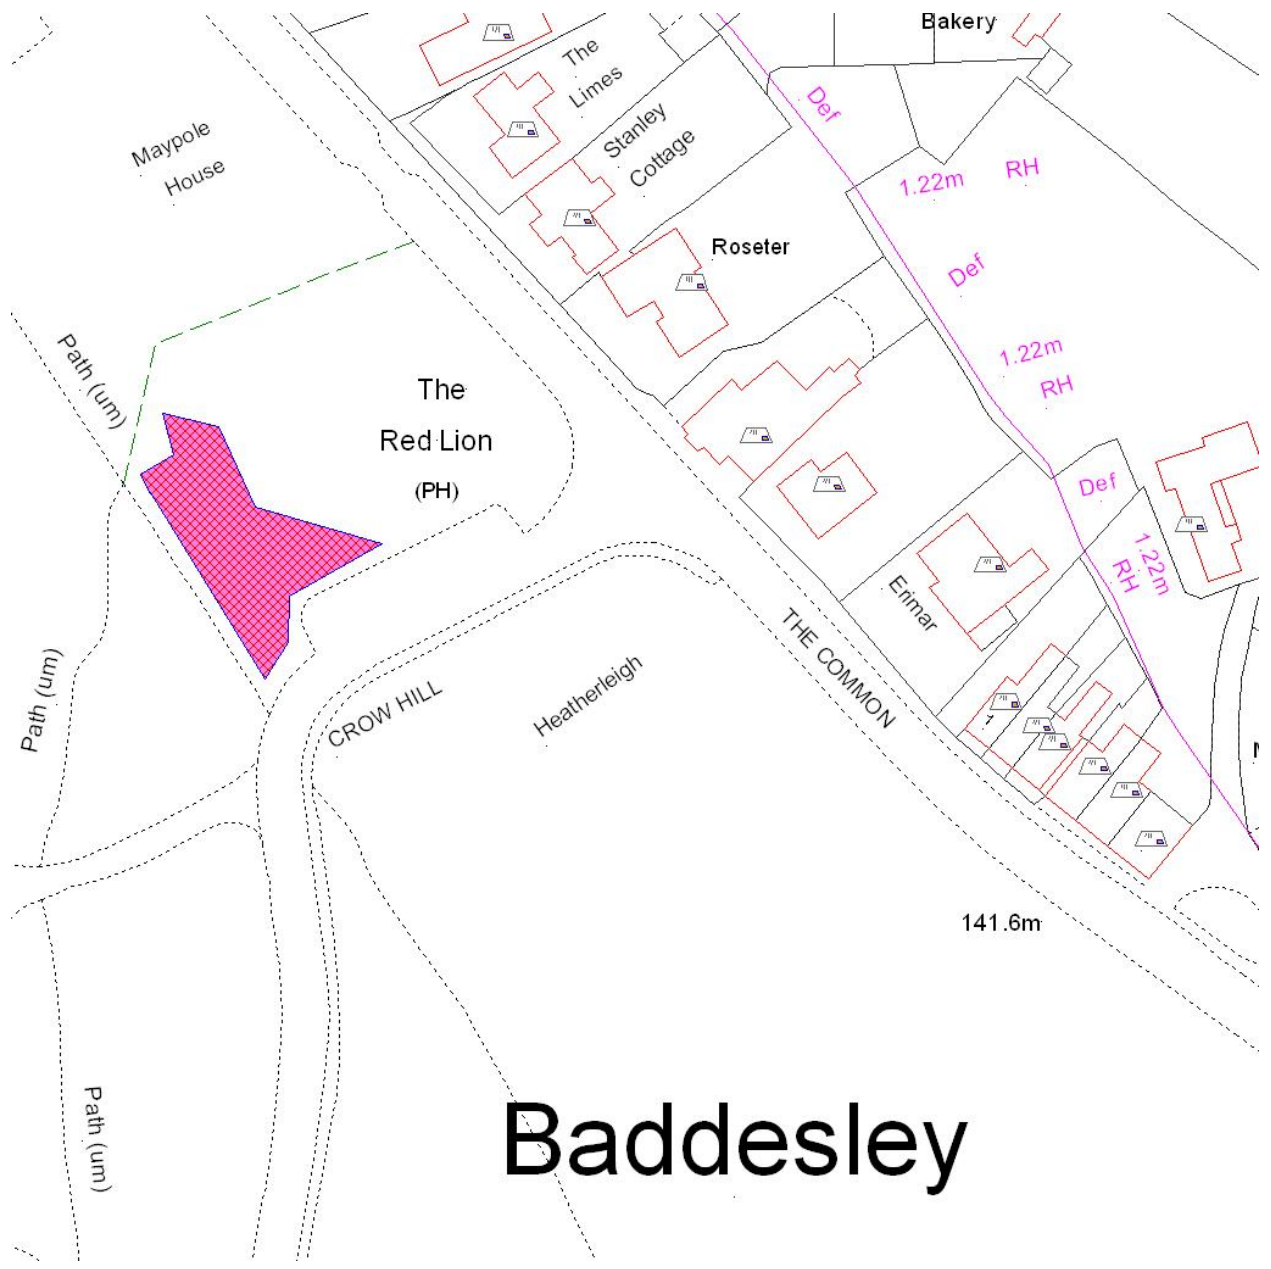 Bakery
The
Limes
Def
Stanley
Cottage
Maypole
House
1.22m
RH
Roseter
Def
Path (um)
1.22m
RH
The
Red Lion
(PH)
Def
1.22m
RH
Erimar
THE COMMON
Path (um)
CROW HILL
Heatherleigh
141.6m
Path (um)
Baddesley